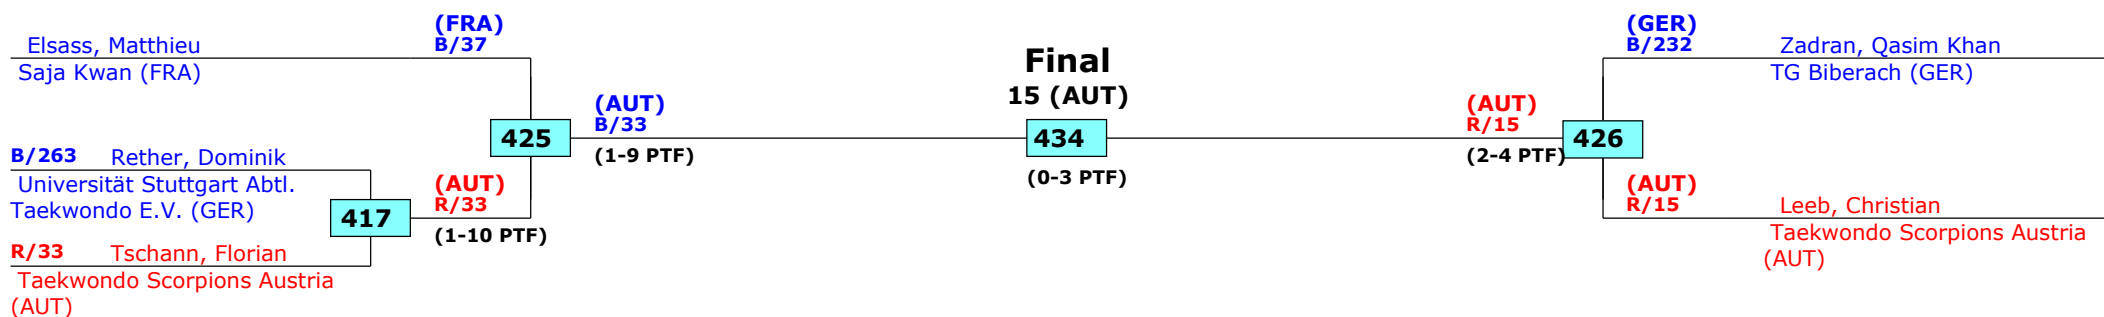 (FRA)
B/37
Elsass, Matthieu
Saja Kwan (FRA)
425
(AUT)
B/33
(1-9 PTF)
B/263 Rether, Dominik
Universität Stuttgart Abtl.
Taekwondo E.V. (GER)
417
(AUT)
R/33
(1-10 PTF)
R/33 Tschann, Florian
Taekwondo Scorpions Austria
(AUT)
Final
15 (AUT)
434
(0-3 PTF)
(AUT)
R/15
(2-4 PTF)
426
(GER)
B/232
Zadran, Qasim Khan
TG Biberach (GER)
(AUT)
R/15
Leeb, Christian
Taekwondo Scorpions Austria
(AUT)